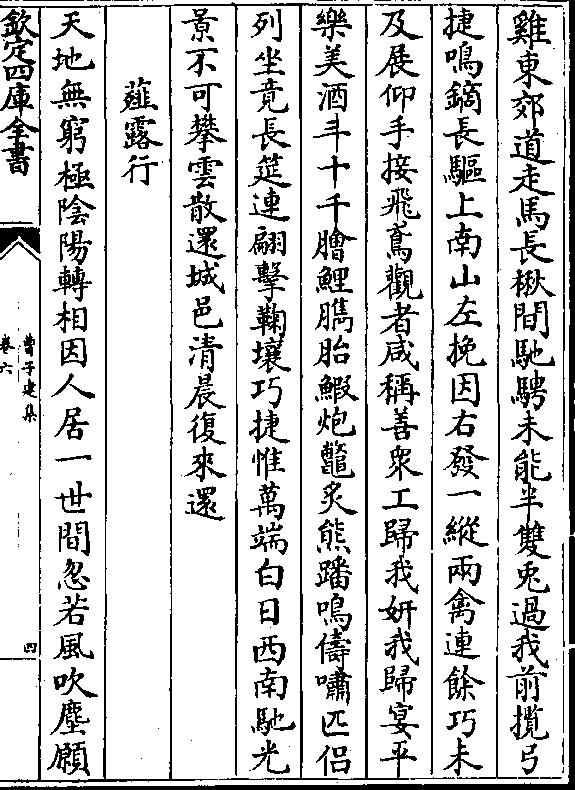 雞東郊道走馬長楸間馳騁未能半雙兎過我前攬弓
捷鳴鏑長驅上南山左挽因右發一縱兩禽連餘巧未
及展仰手接飛鳶觀者咸稱善衆工歸我妍我歸宴平
樂美酒斗十千膾鯉臇胎鰕炮鼈炙熊蹯鳴儔嘯匹侣
列坐竟長筵連翩擊鞠壤巧捷惟萬端白日西南馳光
景不可攀雲散還城邑清晨復來還
薤露行
天地無窮極陰陽轉相因人居一世間忽若風吹塵願
欽定四庫全書
曹子建集
卷六
四